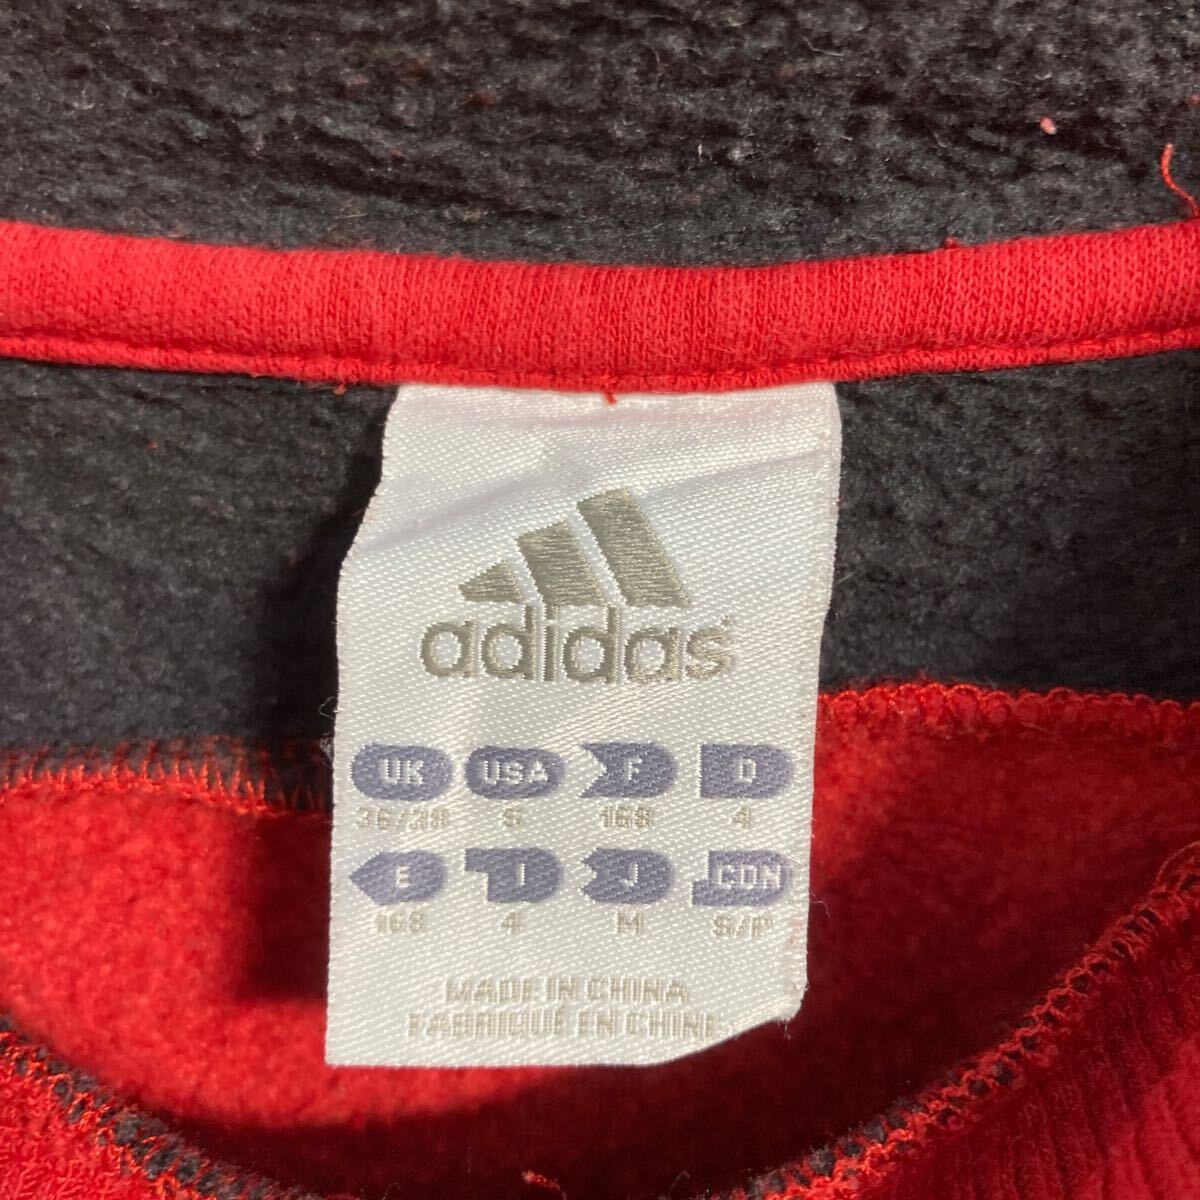 adidas
UK USA F D
36/38 S 168 4
E I J CDN
168 4 M S/P
MADE IN CHINA
FABRIQUÉ EN CHINE